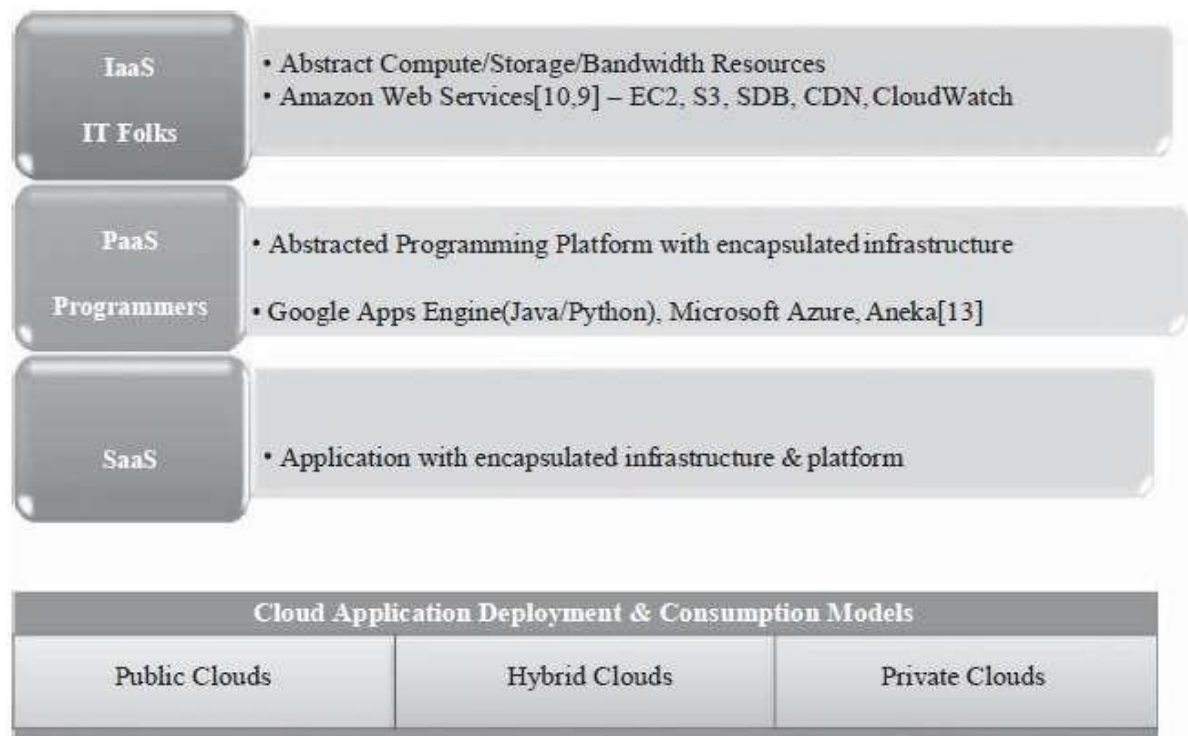 IaaS
IT Folks
• Abstract Compute/Storage/Bandwidth Resources
• Amazon Web Services[10,9] – EC2, S3, SDB, CDN, CloudWatch
PaaS
Programmers
• Abstracted Programming Platform with encapsulated infrastructure
• Google Apps Engine(Java/Python), Microsoft Azure, Aneka[13]
SaaS
• Application with encapsulated infrastructure & platform
Cloud Application Deployment & Consumption Models
Public Clouds
Hybrid Clouds
Private Clouds